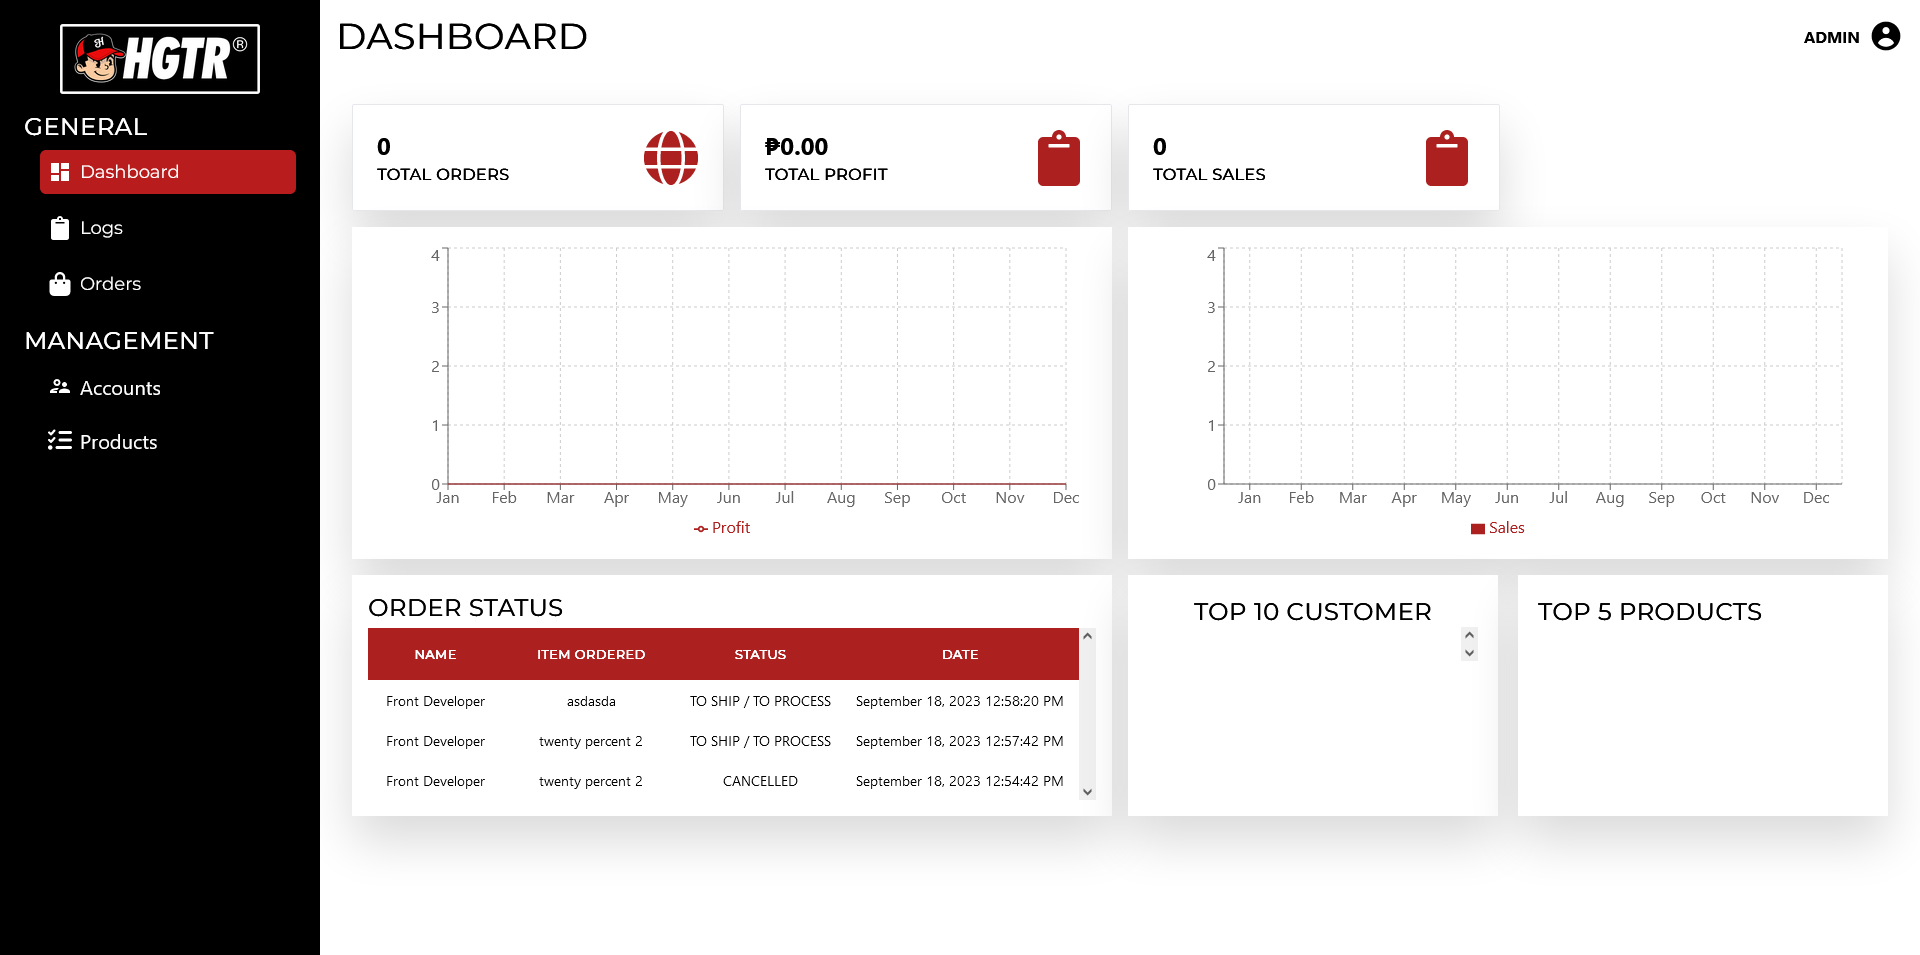 HGTR®
GENERAL
Dashboard
Logs
Orders
MANAGEMENT
Accounts
Products
DASHBOARD
ADMIN
0
TOTAL ORDERS
₱0.00
TOTAL PROFIT
0
TOTAL SALES
4
3
2
1
0
Jan Feb Mar Apr May Jun Jul Aug Sep Oct Nov Dec
Profit
4
3
2
1
0
Jan Feb Mar Apr May Jun Jul Aug Sep Oct Nov Dec
Sales
ORDER STATUS
NAME ITEM ORDERED STATUS DATE
Front Developer asdasda TO SHIP / TO PROCESS September 18, 2023 12:58:20 PM
Front Developer twenty percent 2 TO SHIP / TO PROCESS September 18, 2023 12:57:42 PM
Front Developer twenty percent 2 CANCELLED September 18, 2023 12:54:42 PM
TOP 10 CUSTOMER
TOP 5 PRODUCTS